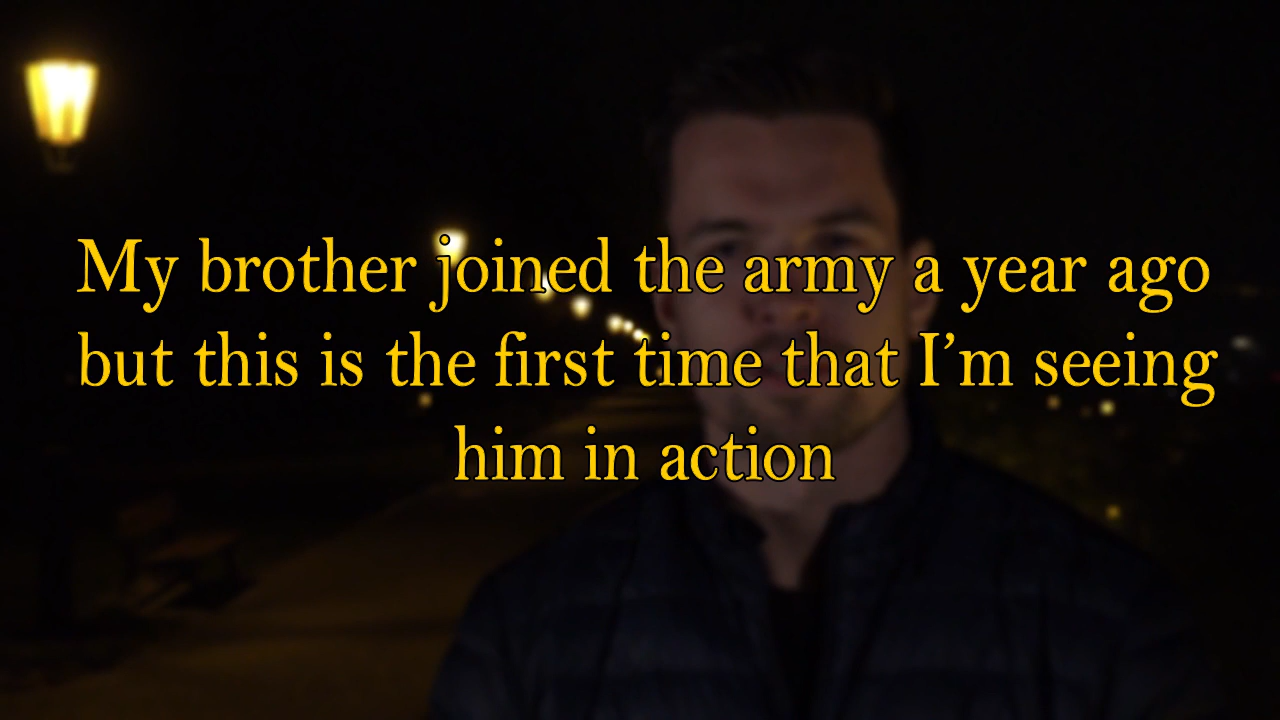 My brother joined the army a year ago
but this is the first time that I’m seeing
him in action